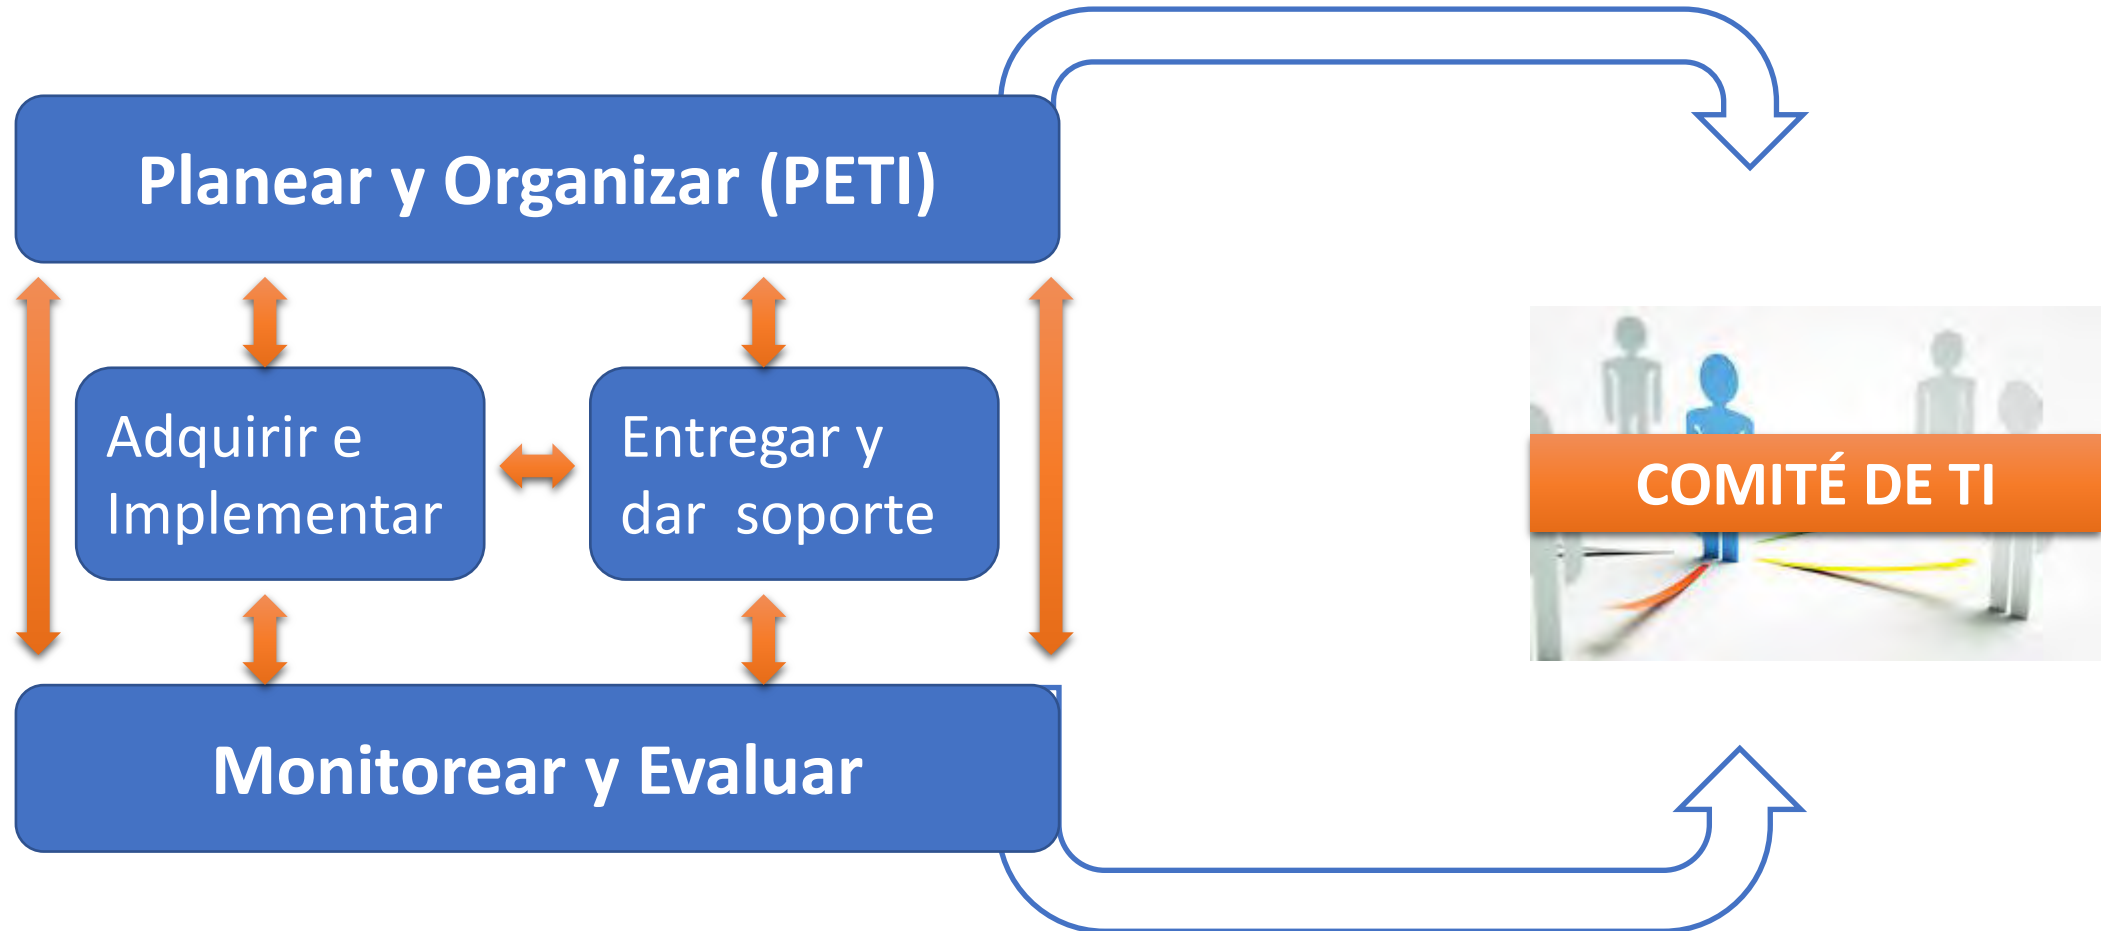 Planear y Organizar (PETI)
Adquirir e
Implementar
Entregar y
dar  soporte
COMITÉ DE TI
Monitorear y Evaluar